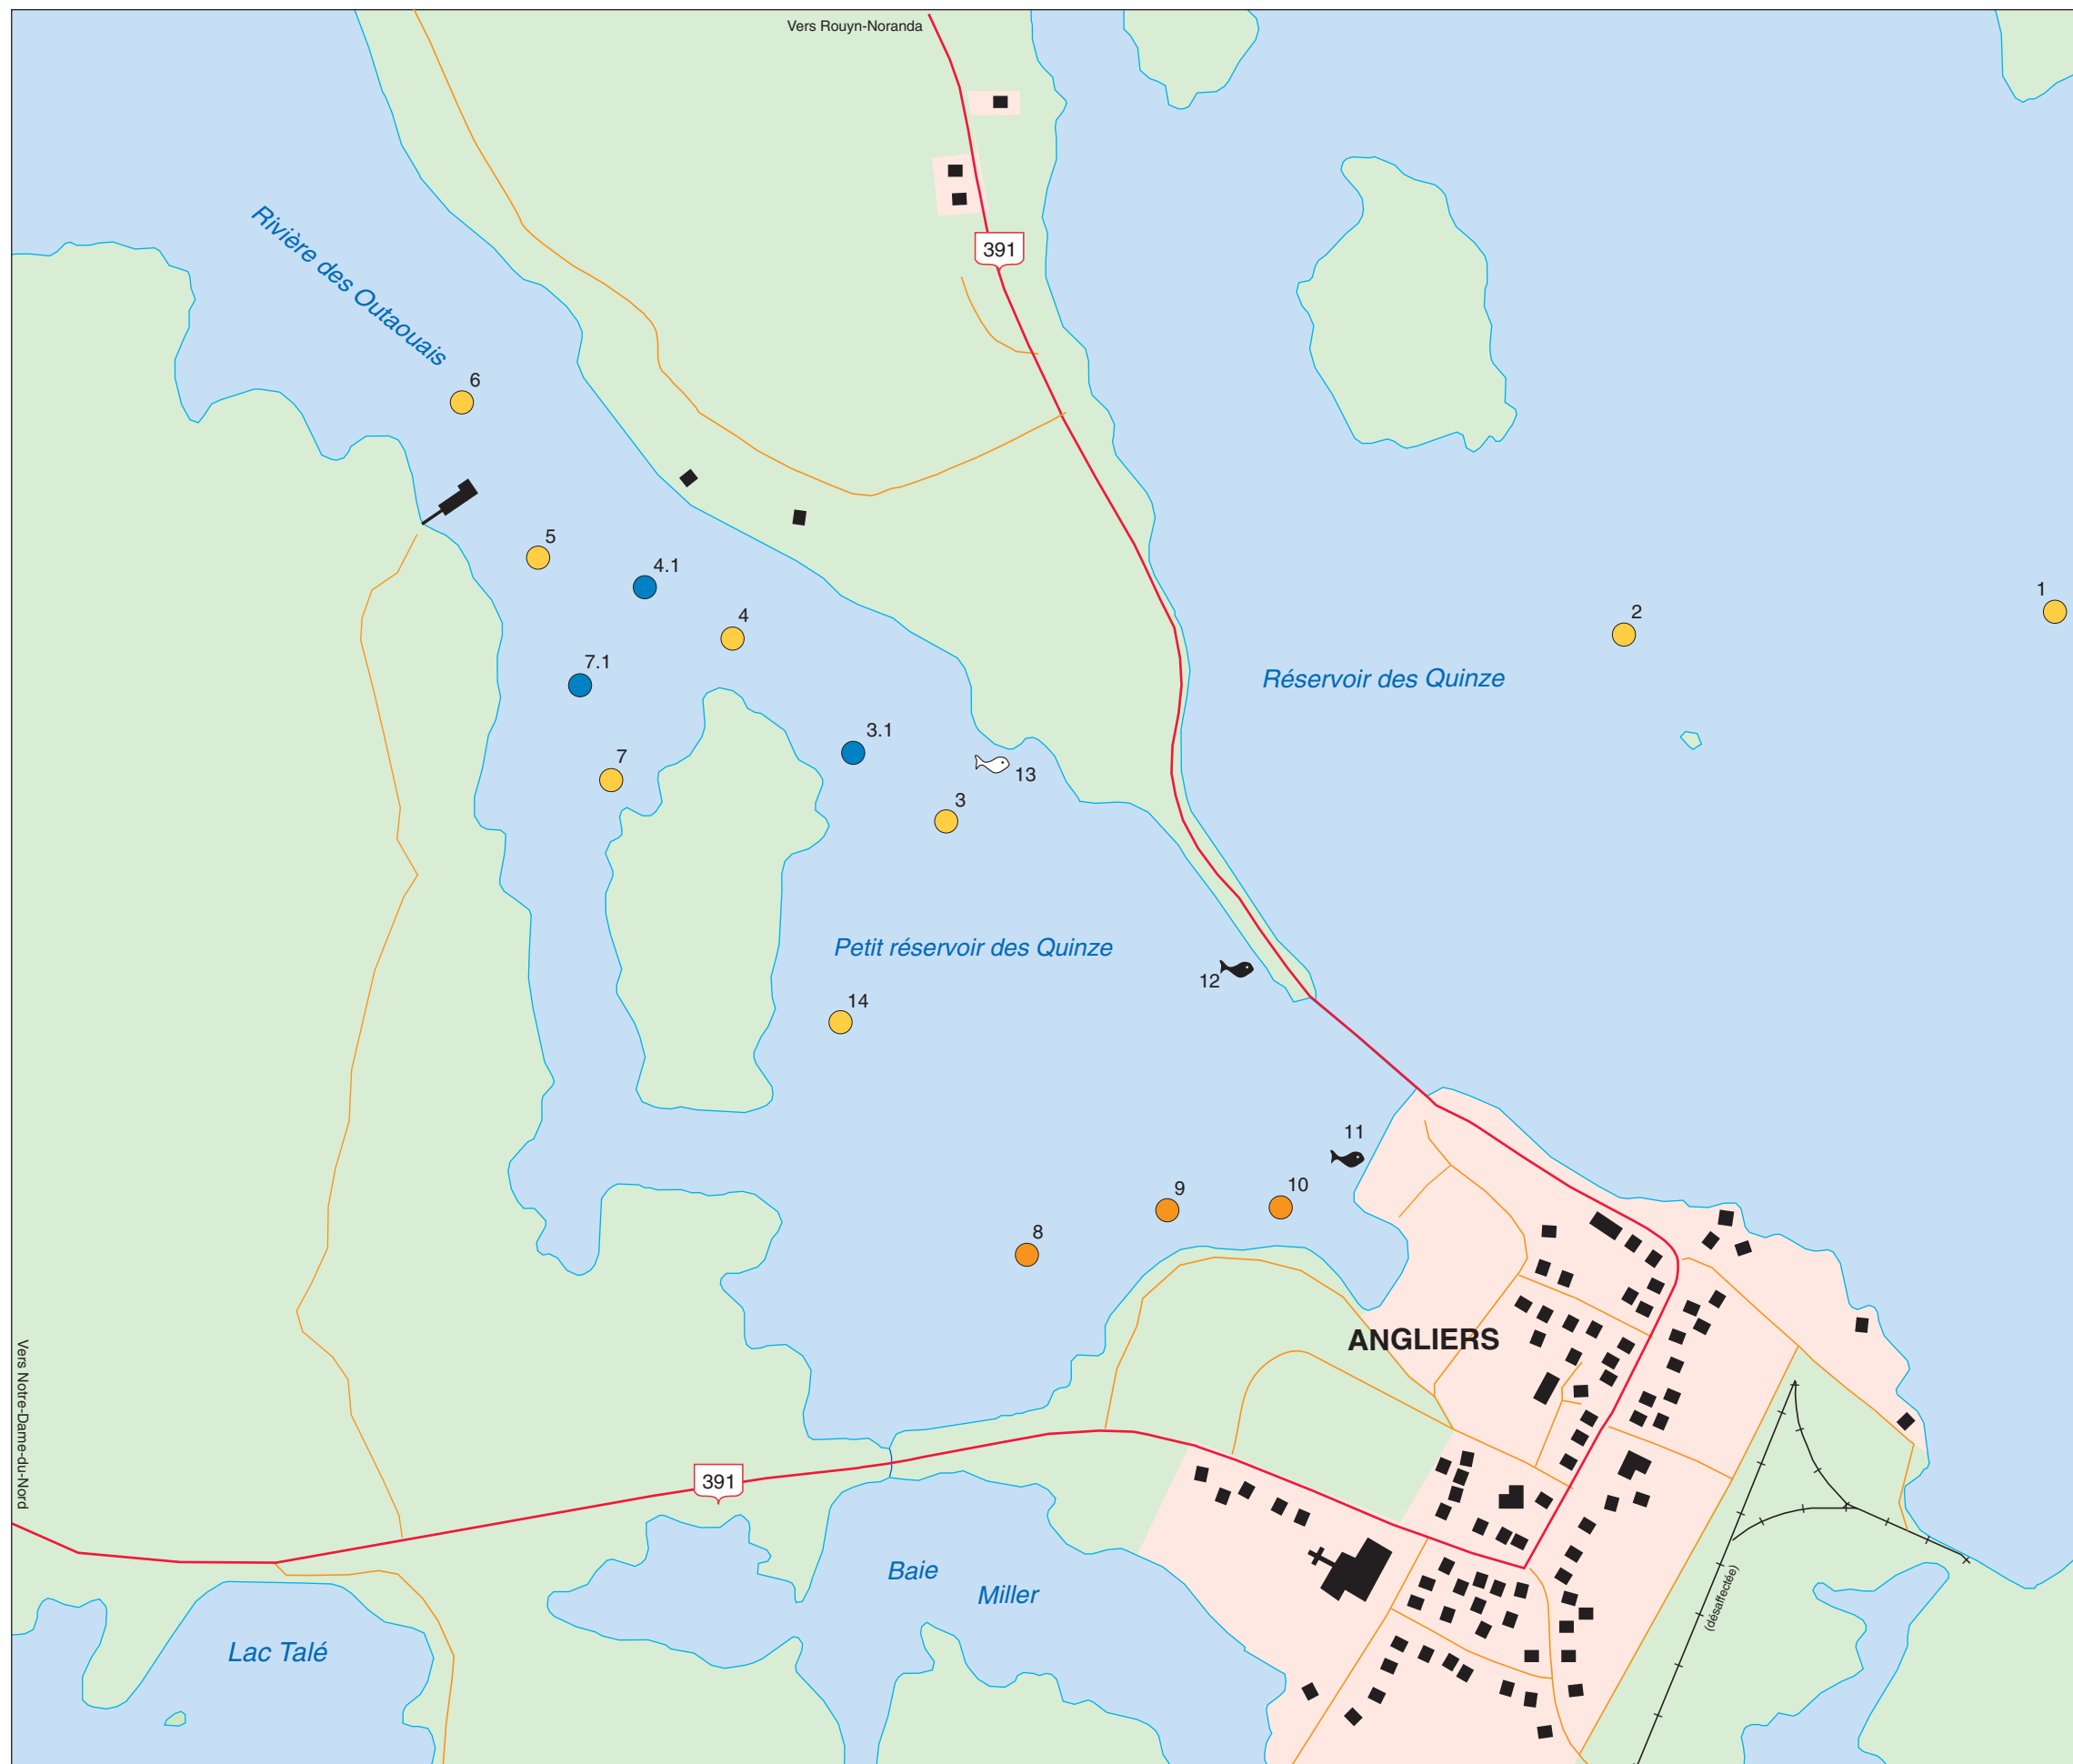 Vers Rouyn-Noranda
391
Rivière des Outaouais
6
5
4.1
4
7.1
7
3.1
13
3
2
1
Réservoir des Quinze
Petit réservoir des Quinze
12
14
11
9
10
8
ANGLIERS
Vers Notre-Dame-du-Nord
391
Baie
Miller
Lac Talé
(désaffectée)